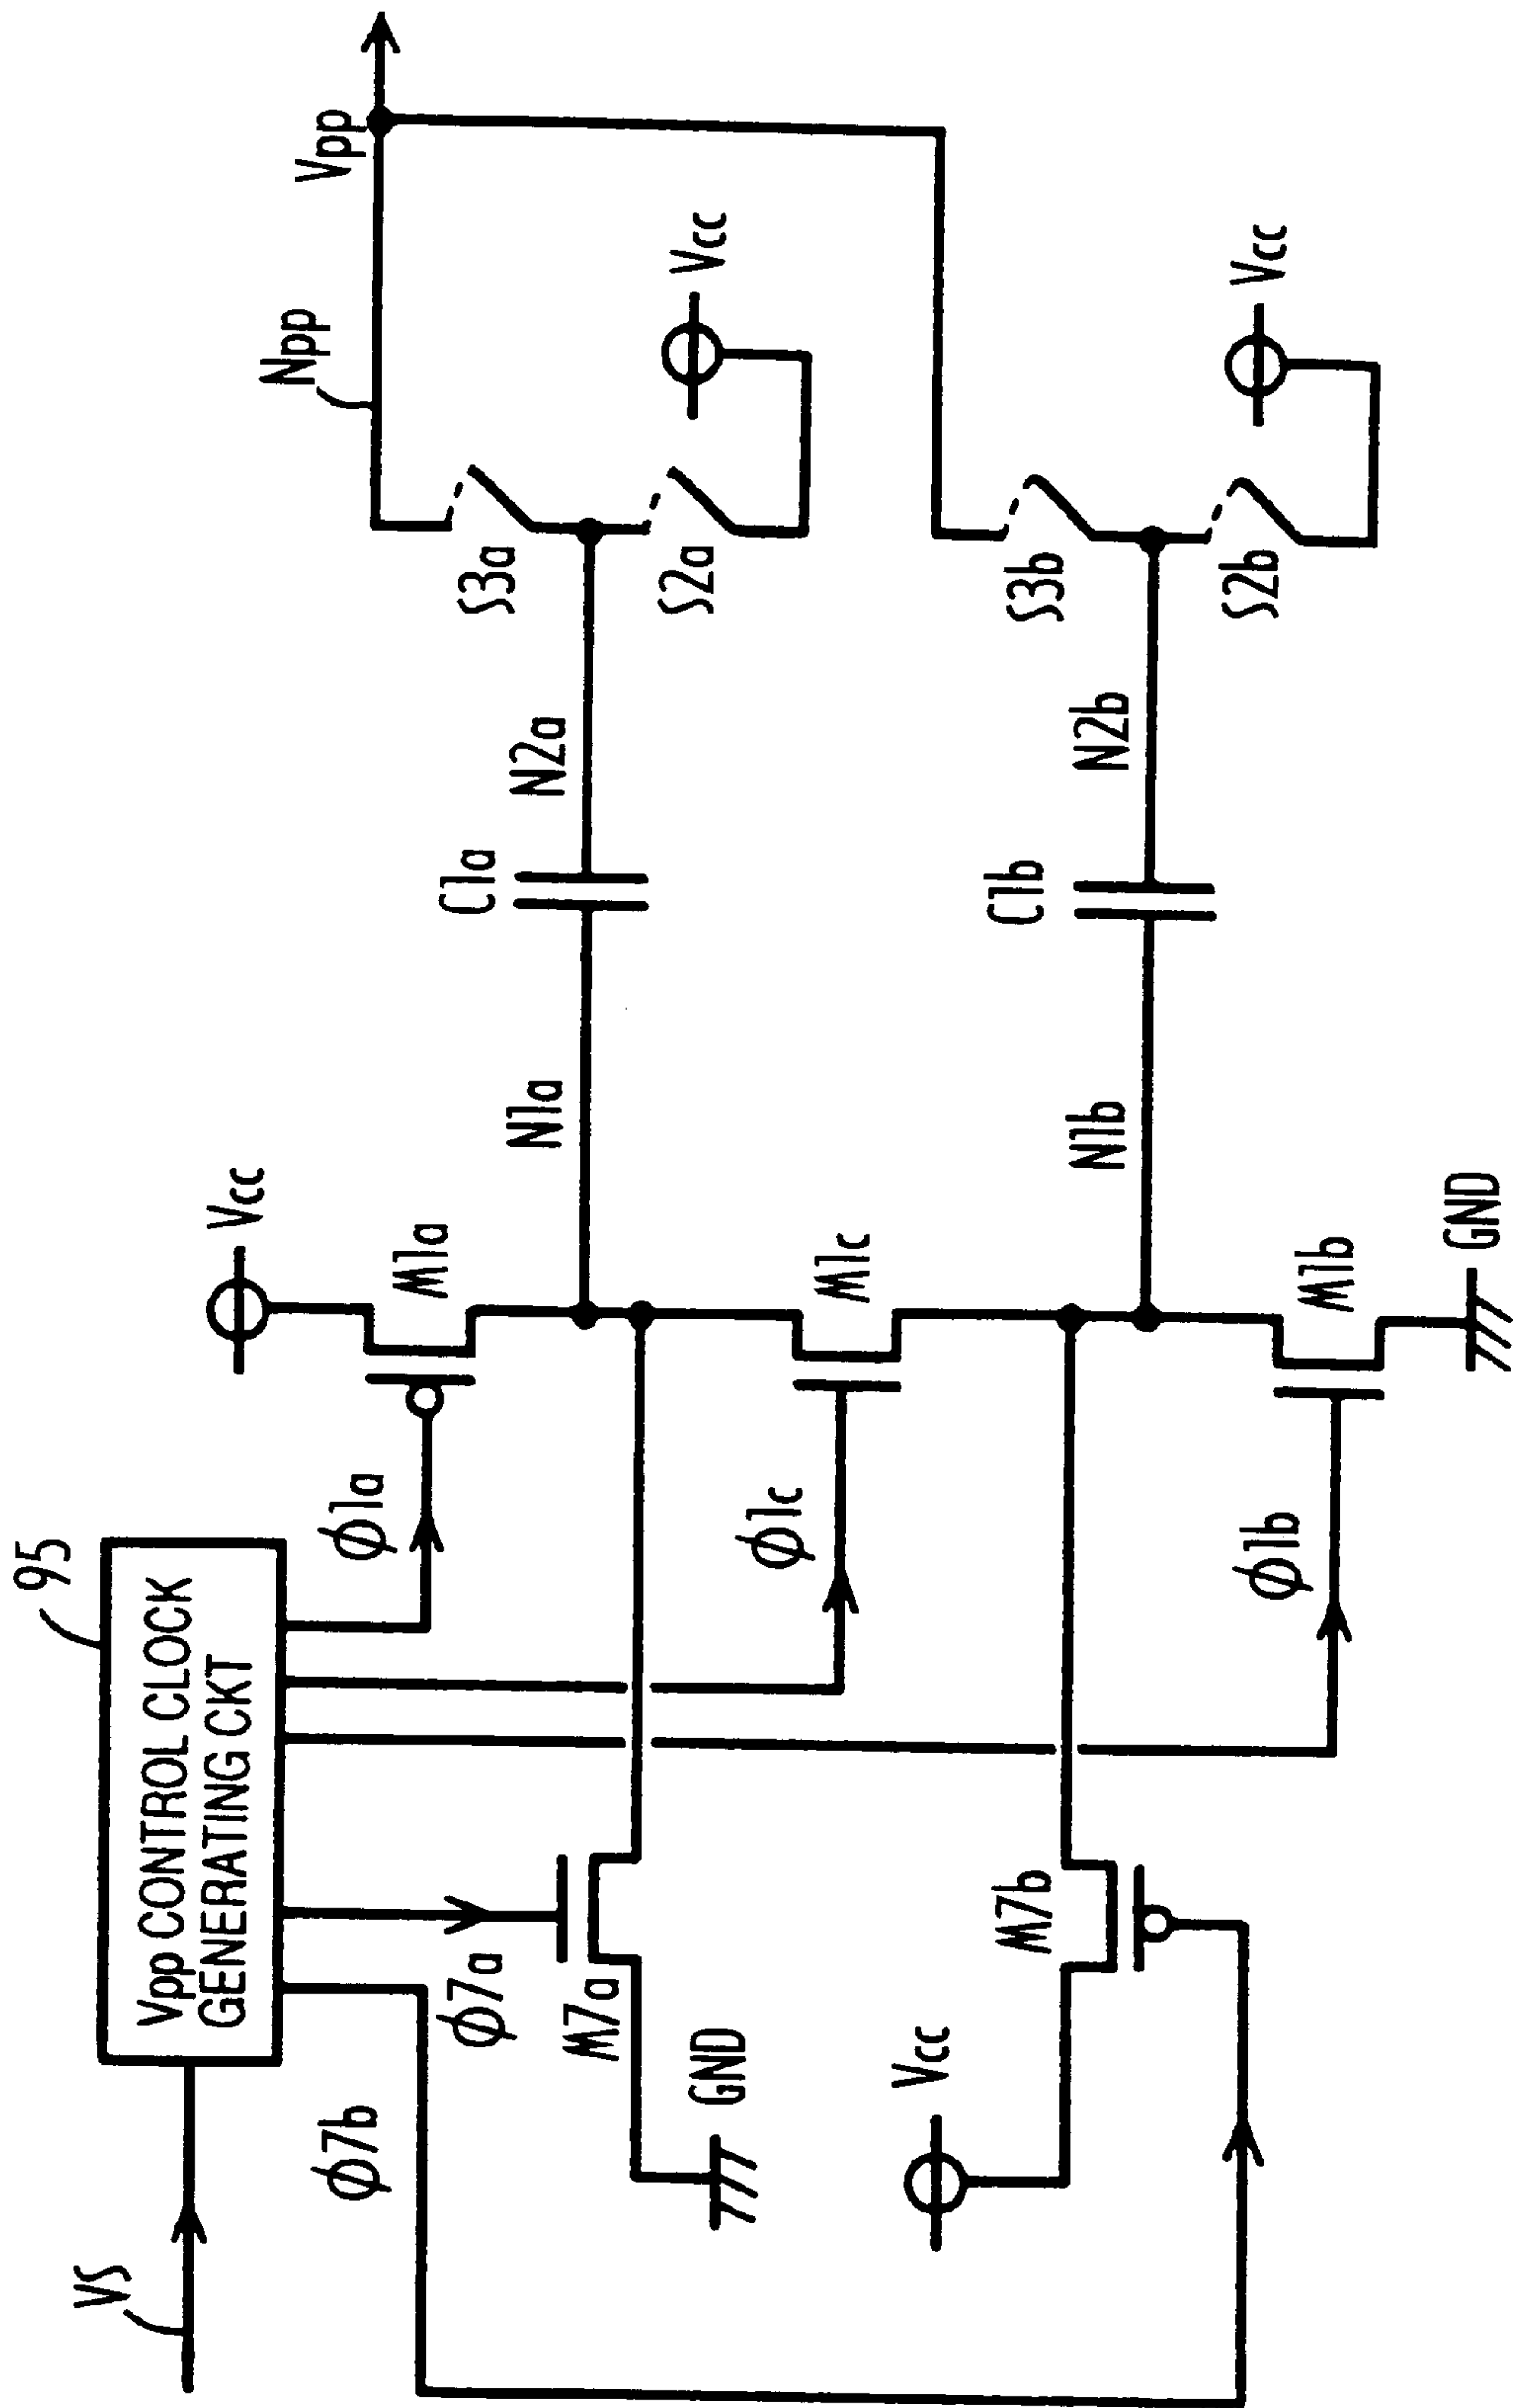 VS
95
Vpp CONTROL CLOCK
GENERATING CKT
ϕ7b
ϕ7a
M7a
GND
Vcc
M7b
ϕ1a
ϕ1c
ϕ1b
Vcc
M1a
M1c
M1b
GND
N1a
C1a
N2a
N1b
C1b
N2b
S3a
S2a
Vcc
Npp
Vpp
S3b
S2b
Vcc